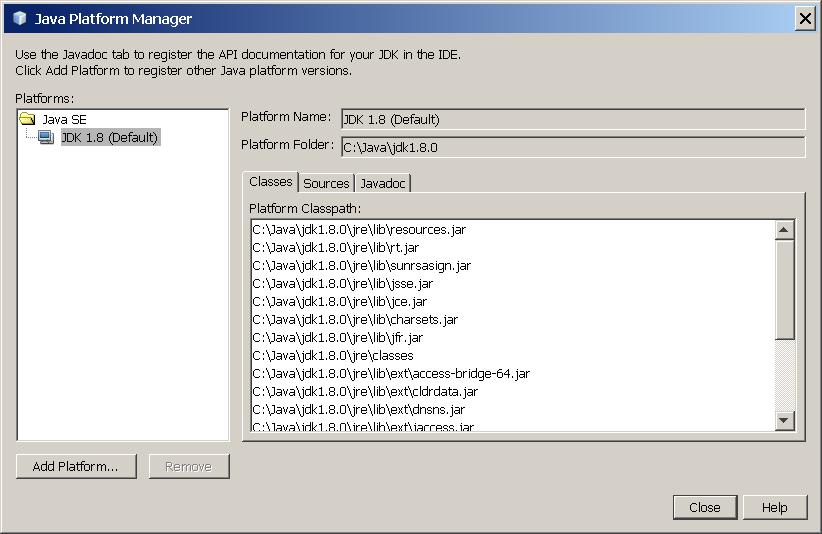 Java Platform Manager
Use the Javadoc tab to register the API documentation for your JDK in the IDE.
Click Add Platform to register other Java platform versions.
Platforms:
Java SE
JDK 1.8 (Default)
Platform Name: JDK 1.8 (Default)
Platform Folder: C:\Java\jdk1.8.0
Classes Sources Javadoc
Platform Classpath:
C:\Java\jdk1.8.0\jre\lib\resources.jar
C:\Java\jdk1.8.0\jre\lib\rt.jar
C:\Java\jdk1.8.0\jre\lib\sunrsasign.jar
C:\Java\jdk1.8.0\jre\lib\jsse.jar
C:\Java\jdk1.8.0\jre\lib\jce.jar
C:\Java\jdk1.8.0\jre\lib\charsets.jar
C:\Java\jdk1.8.0\jre\lib\jfr.jar
C:\Java\jdk1.8.0\jre\classes
C:\Java\jdk1.8.0\jre\lib\ext\access-bridge-64.jar
C:\Java\jdk1.8.0\jre\lib\ext\cldrdata.jar
C:\Java\jdk1.8.0\jre\lib\ext\dnsns.jar
C:\Java\jdk1.8.0\jre\lib\ext\jaccess.jar
Add Platform... Remove
Close Help